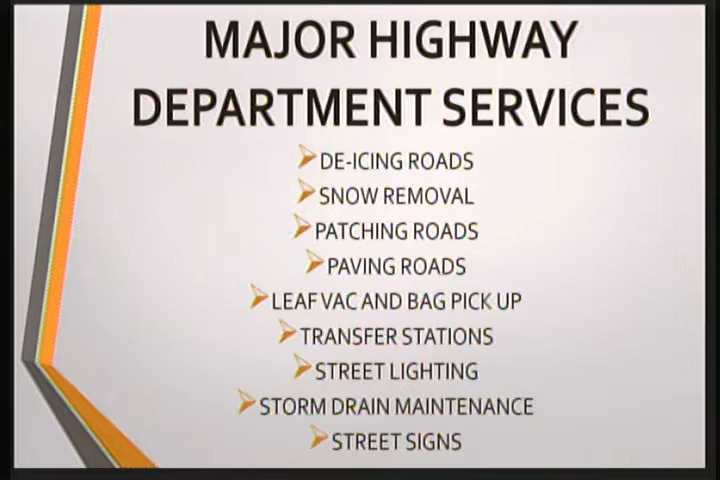 MAJOR HIGHWAY
DEPARTMENT SERVICES
DE-ICING ROADS
SNOW REMOVAL
PATCHING ROADS
PAVING ROADS
LEAF VAC AND BAG PICK UP
TRANSFER STATIONS
STREET LIGHTING
STORM DRAIN MAINTENANCE
STREET SIGNS